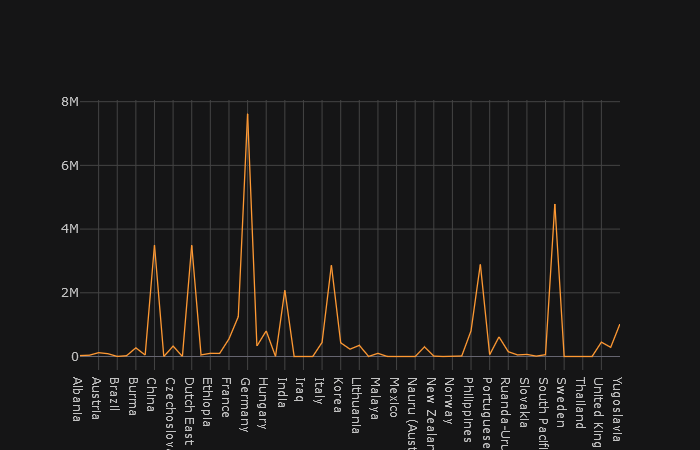 8M
6M
4M
2M
0
Albania
Austria
Brazil
Burma
China
Czechoslov
Dutch East
Ethiopia
France
Germany
Hungary
India
Iraq
Italy
Korea
Lithuania
Malaya
Mexico
Nauru (Aust
New Zealan
Norway
Philippines
Portuguese
Ruanda-Uru
Slovakia
South Pacifi
Sweden
Thailand
United King
Yugoslavia